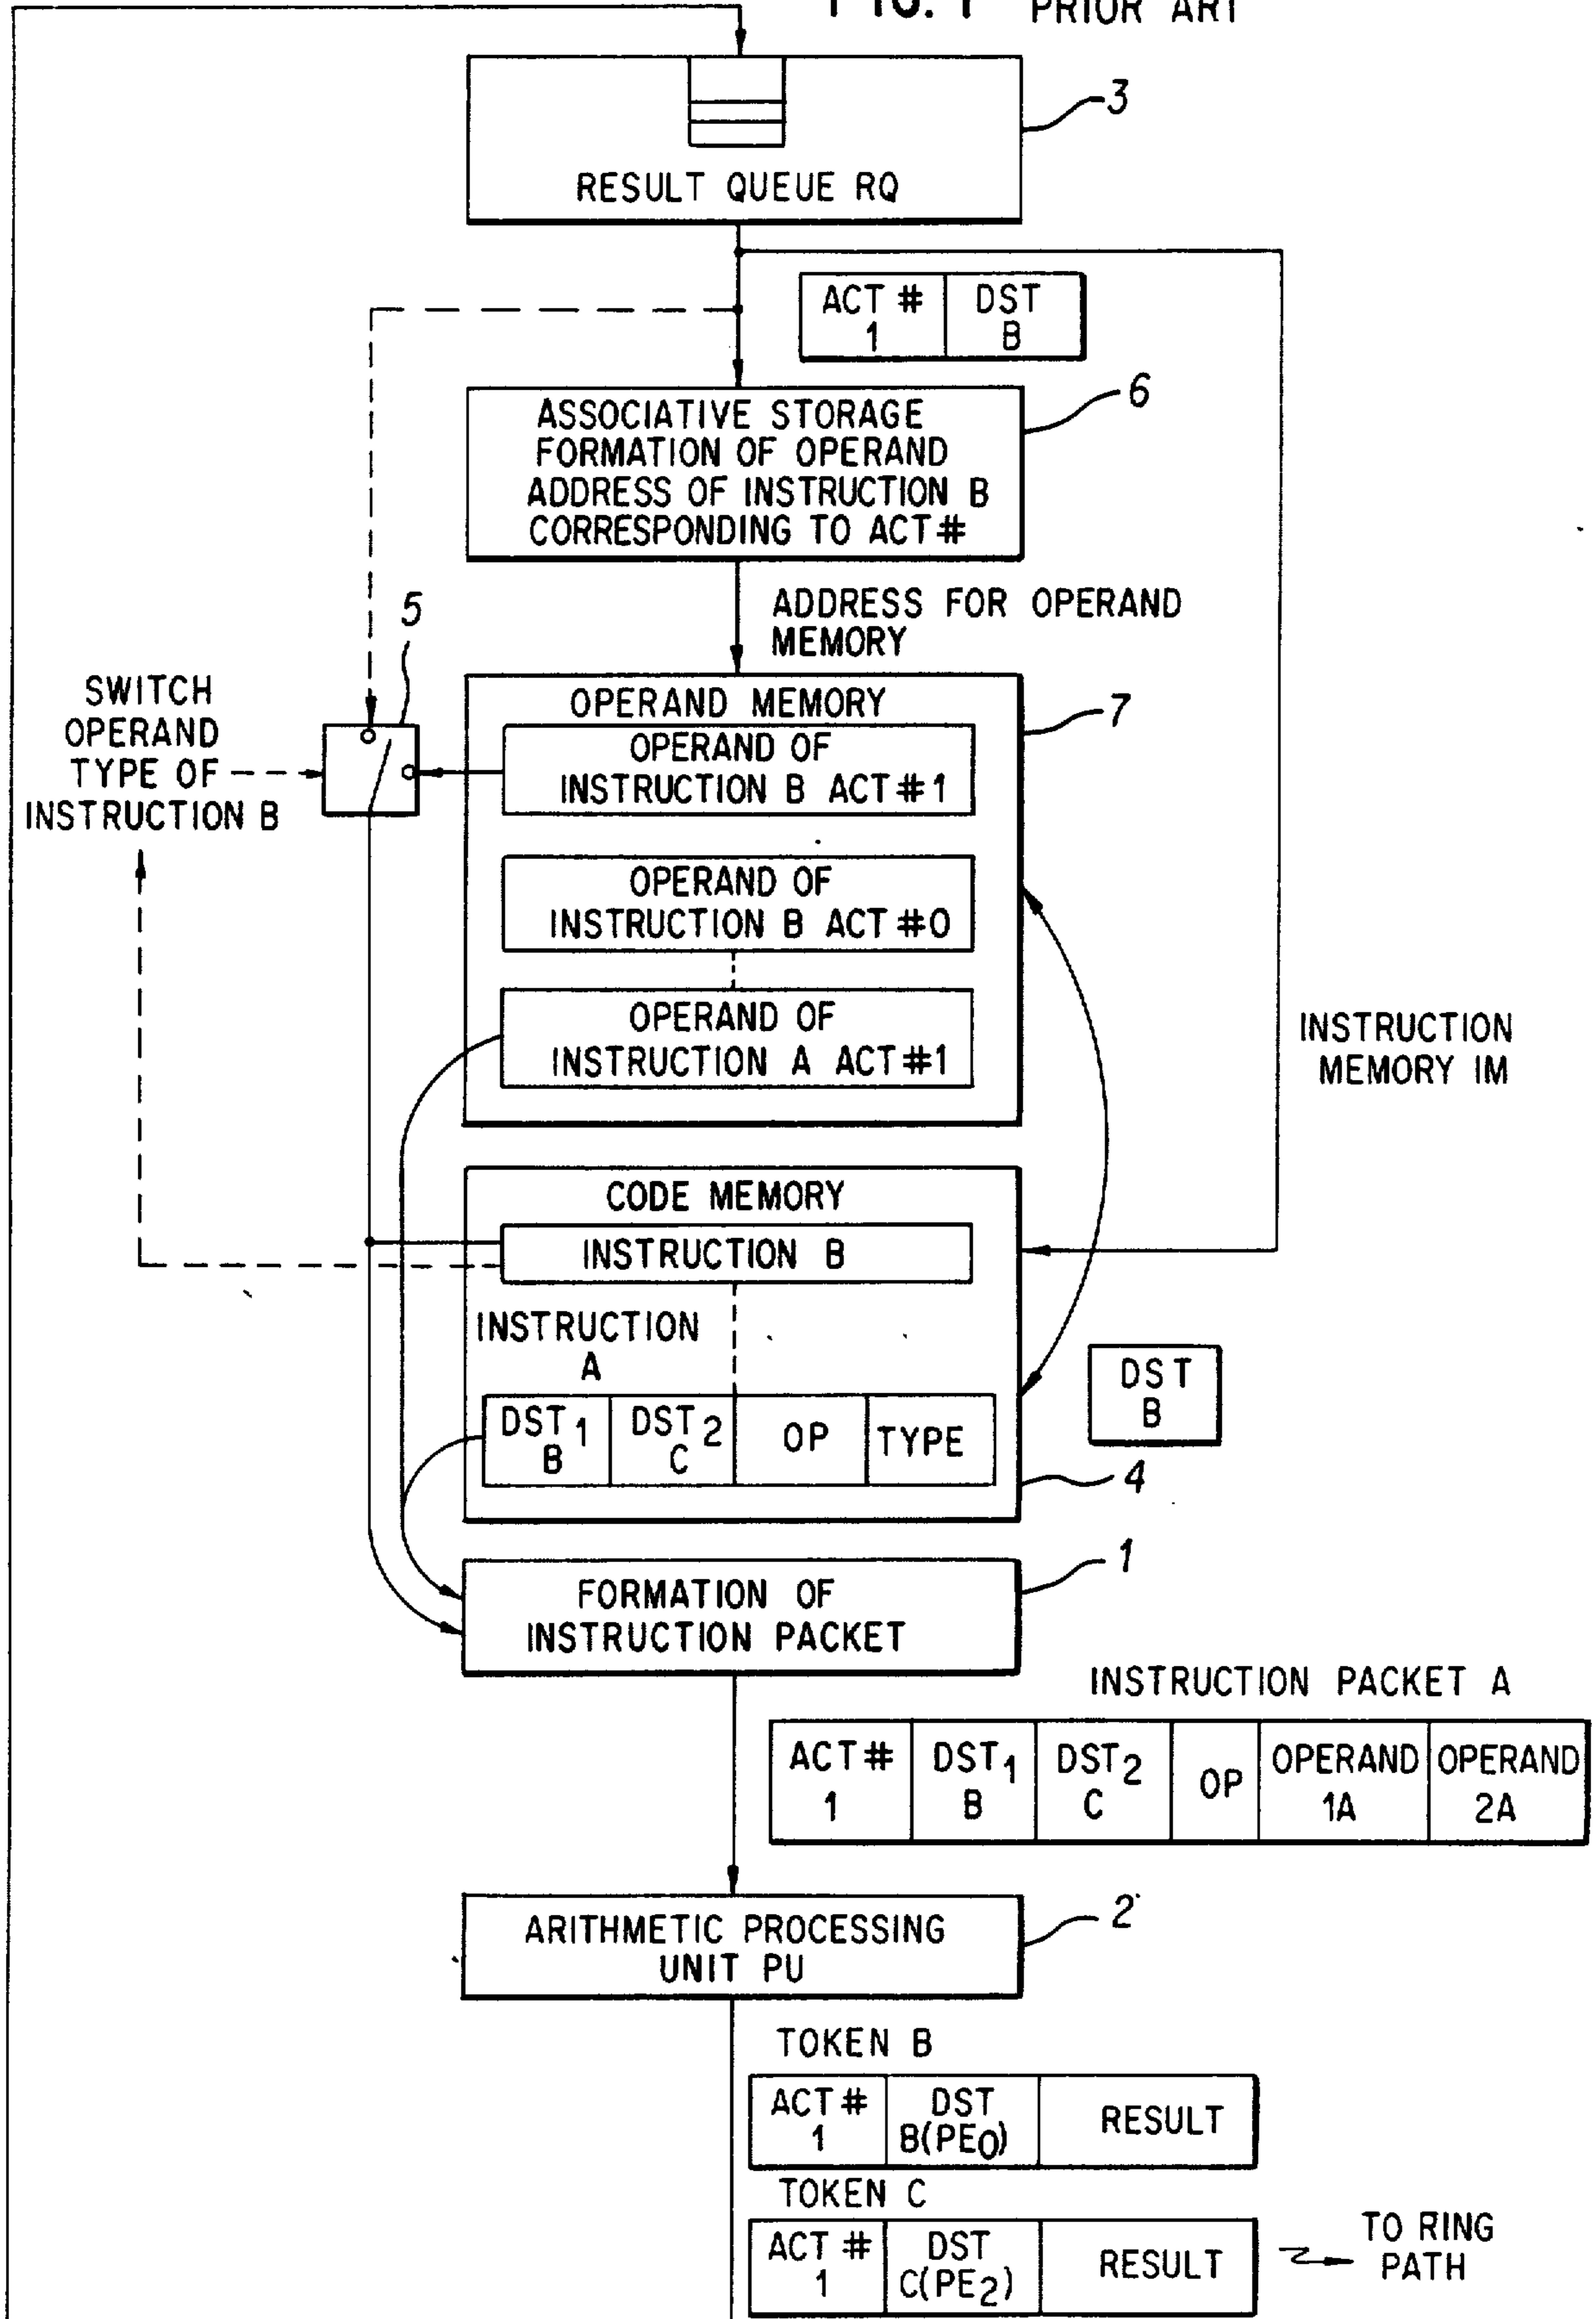 FIG. 1 PRIOR ART
3
RESULT QUEUE RQ
ACT # 1
DST B
6
ASSOCIATIVE STORAGE
FORMATION OF OPERAND
ADDRESS OF INSTRUCTION B
CORRESPONDING TO ACT #
ADDRESS FOR OPERAND
MEMORY
5
SWITCH
OPERAND
TYPE OF
INSTRUCTION B
OPERAND MEMORY
7
OPERAND OF
INSTRUCTION B ACT #1
OPERAND OF
INSTRUCTION B ACT #0
OPERAND OF
INSTRUCTION A ACT #1
INSTRUCTION
MEMORY IM
CODE MEMORY
INSTRUCTION B
INSTRUCTION
A
DST1 B
DST2 C
OP
TYPE
DST
B
4
1
FORMATION OF
INSTRUCTION PACKET
INSTRUCTION PACKET A
ACT # 1
DST1 B
DST2 C
OP
OPERAND 1A
OPERAND 2A
2
ARITHMETIC PROCESSING
UNIT PU
TOKEN B
ACT # 1
DST B(PE0)
RESULT
TOKEN C
ACT # 1
DST C(PE2)
RESULT
TO RING
PATH